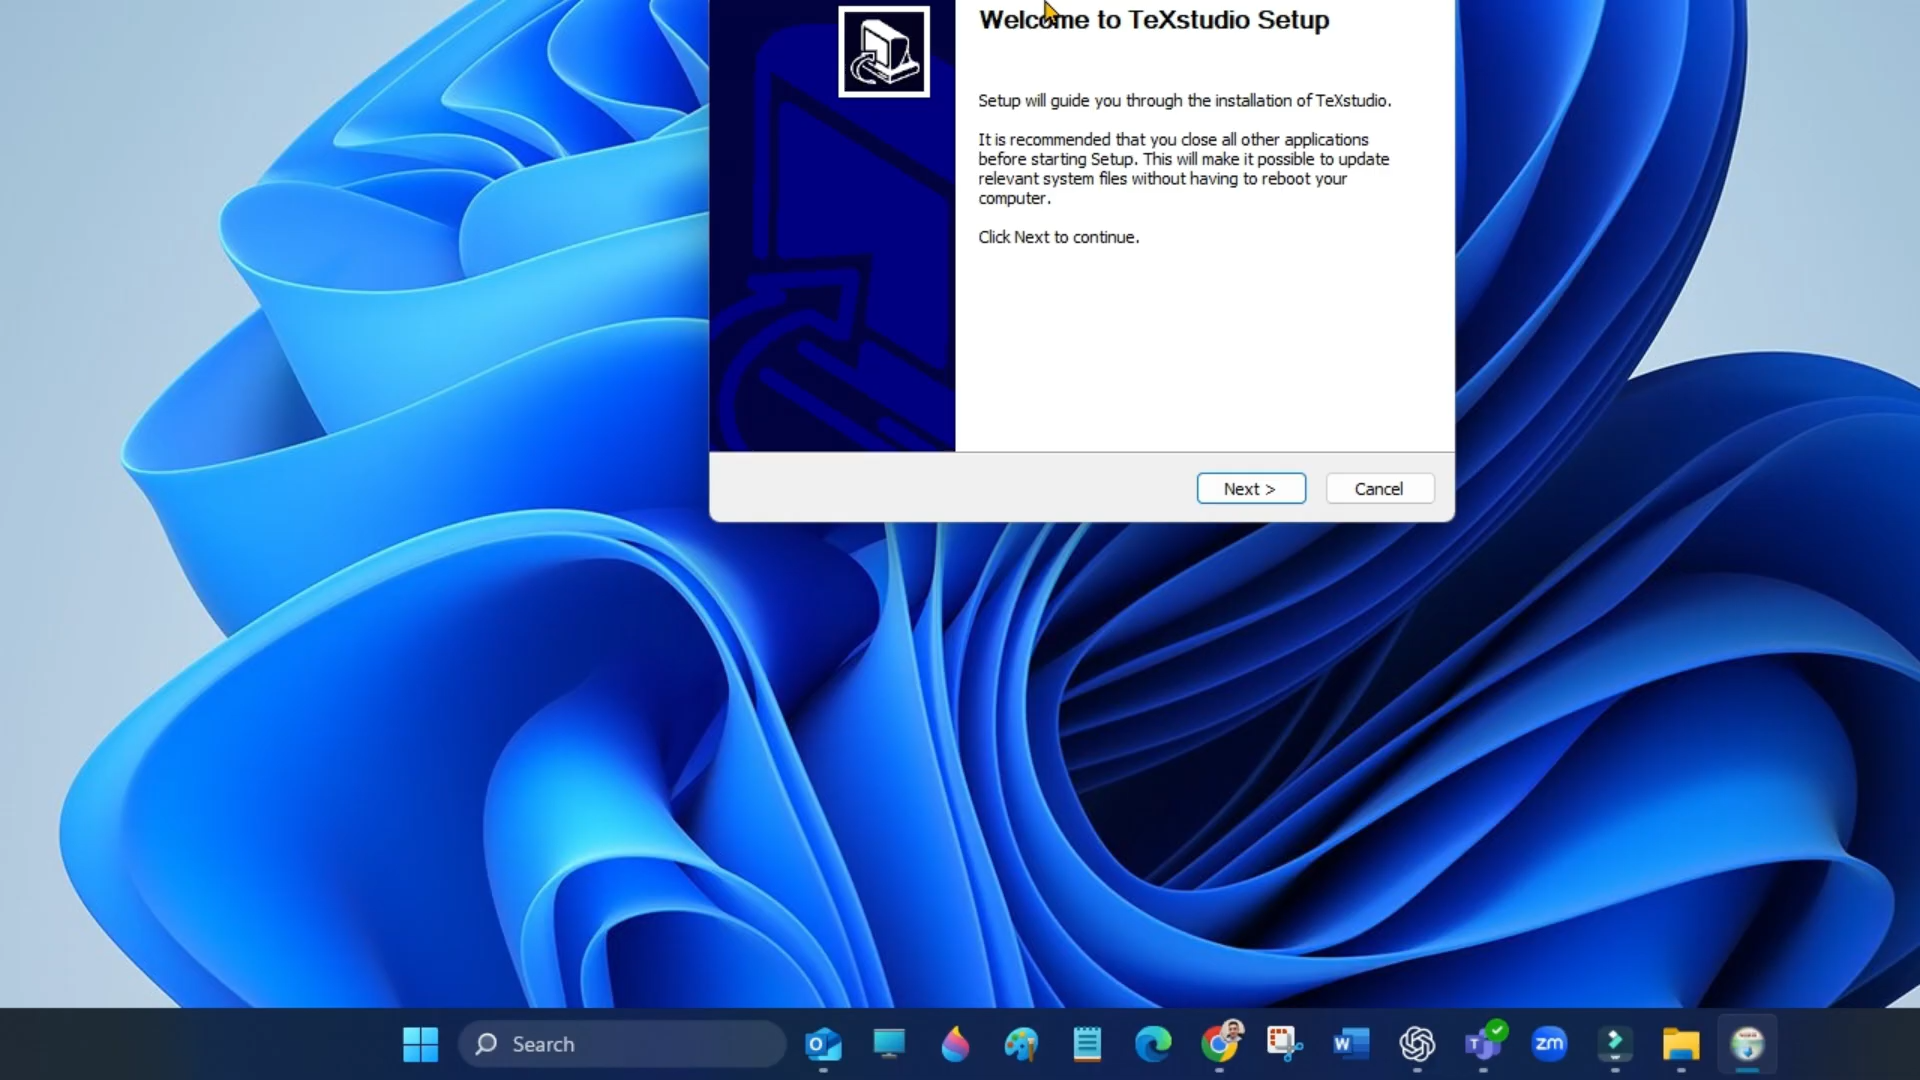 Welcome to TeXstudio Setup
Setup will guide you through the installation of TeXstudio.
It is recommended that you close all other applications
before starting Setup. This will make it possible to update
relevant system files without having to reboot your
computer.
Click Next to continue.
Next >
Cancel
Search